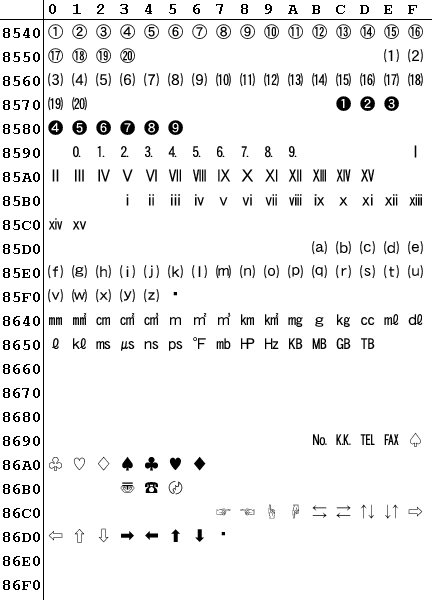 0 1 2 3 4 5 6 7 8 9 A B C D E F
8540 ① ② ③ ④ ⑤ ⑥ ⑦ ⑧ ⑨ ⑩ ⑪ ⑫ ⑬ ⑭ ⑮ ⑯
8550 ⑰ ⑱ ⑲ ⑳ ⑴ ⑵
8560 ⑶ ⑷ ⑸ ⑹ ⑺ ⑻ ⑼ ⑽ ⑾ ⑿ ⒀ ⒁ ⒂ ⒃ ⒄ ⒅
8570 ⒆ ⒇ ❶ ❷ ❸
8580 ❹ ❺ ❻ ❼ ❽ ❾
8590 0. 1. 2. 3. 4. 5. 6. 7. 8. 9. Ⅰ
85A0 Ⅱ Ⅲ Ⅳ Ⅴ Ⅵ Ⅶ Ⅷ Ⅸ Ⅹ Ⅺ Ⅻ XIII XIV XV
85B0 ⅰ ⅱ ⅲ ⅳ ⅴ ⅵ ⅶ ⅷ ⅸ ⅹ ⅺ ⅻ xiii
85C0 xiv xv
85D0 ⒜ ⒝ ⒞ ⒟ ⒠
85E0 ⒡ ⒢ ⒣ ⒤ ⒥ ⒦ ⒧ ⒨ ⒩ ⒪ ⒫ ⒬ ⒭ ⒮ ⒯ ⒰
85F0 ⒱ ⒲ ⒳ ⒴ ⒵ ・
8640 ㎜ ㎟ ㎝ ㎠ ㎤ m ㎡ ㎥ ㎞ ㎢ ㎎ g ㎏ ㏄ ㎖ ㎗
8650 ℓ ㎘ ㎳ ㎲ ㎱ ㎰ ℉ ㏔ ㏋ ㎐ KB MB GB TB
8660
8670
8680
8690 No. K.K. TEL FAX ♤
86A0 ♧ ♡ ♢ ♠ ♣ ♥ ♦
86B0 〠 ☎ 〄
86C0 ☞ ☜ ☝ ☟ ⇆ ⇄ ⇅ ⇵ ⇨
86D0 ⇦ ⇧ ⇩ ➡ ⬅ ⬆ ⬇ ・
86E0
86F0